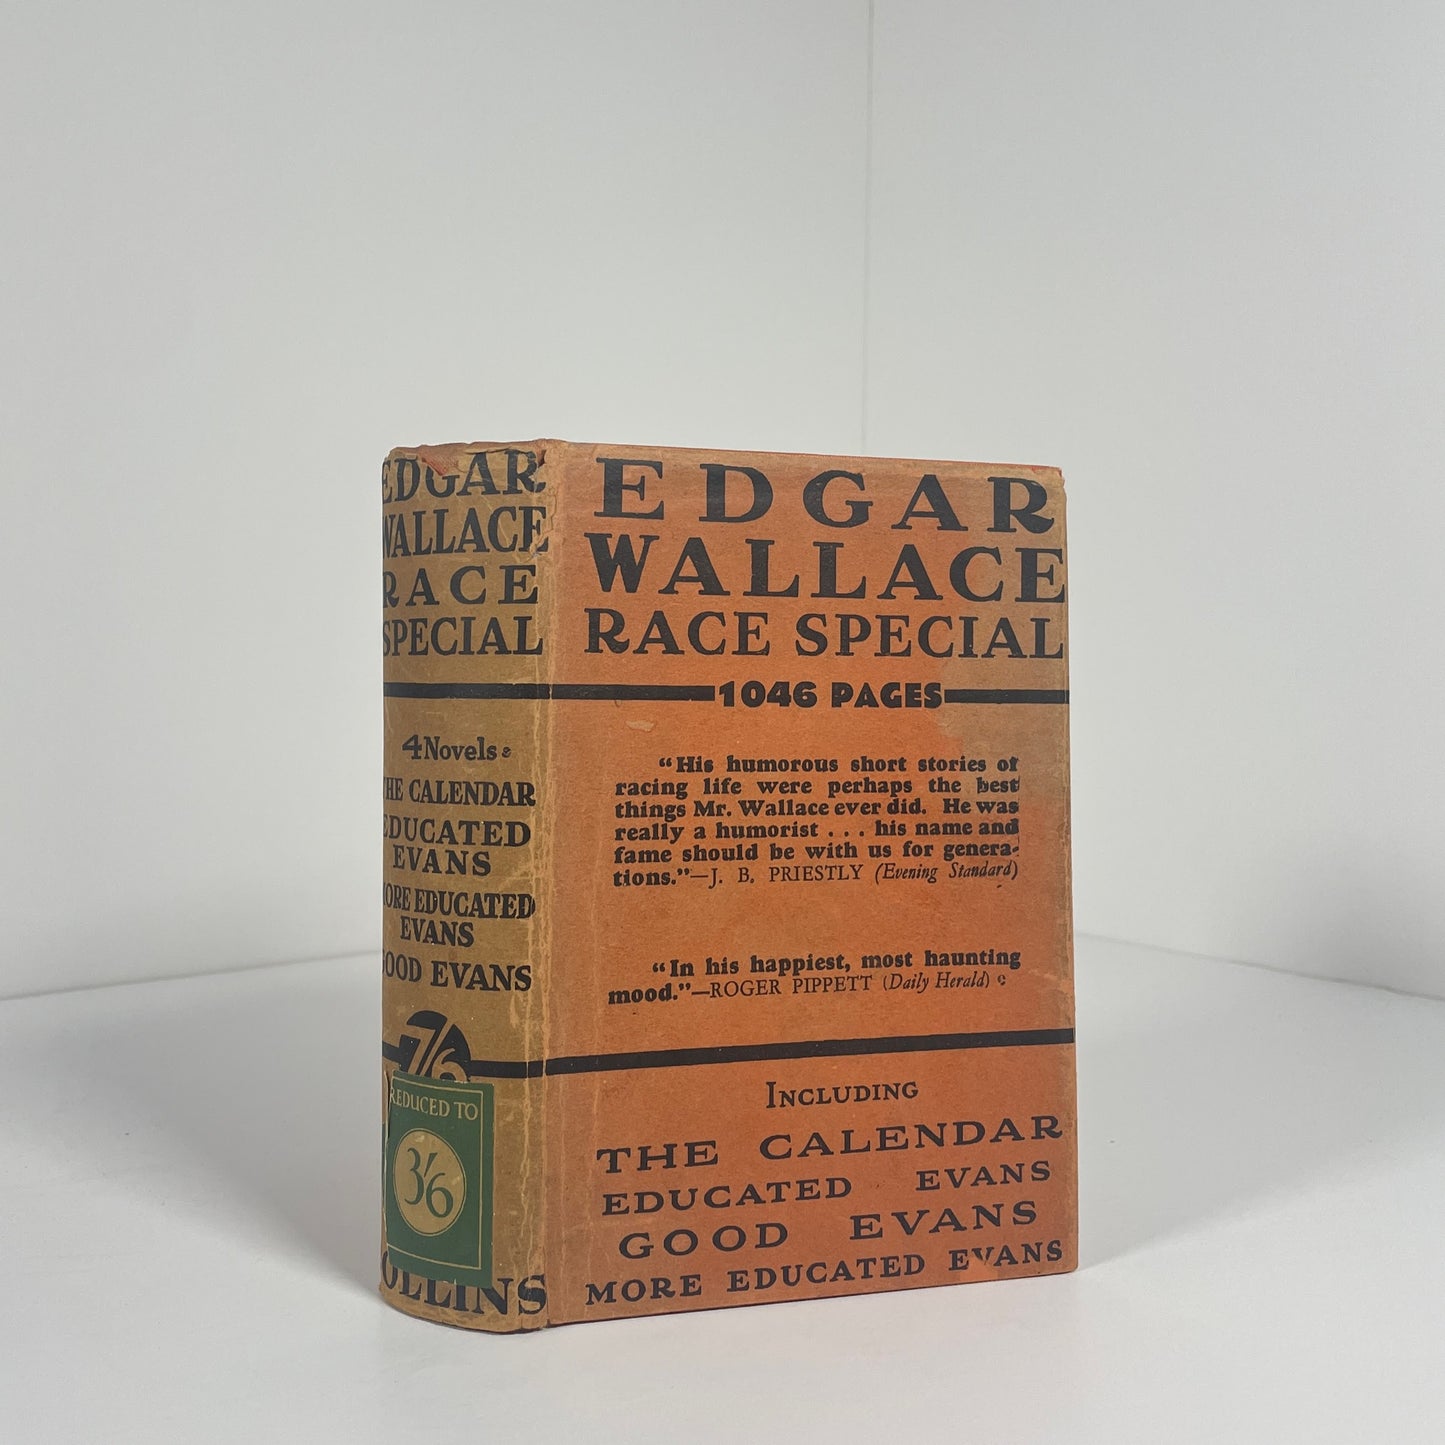 EDGAR
WALLACE
RACE
SPECIAL
4 Novels
THE CALENDAR
EDUCATED
EVANS
MORE EDUCATED
EVANS
GOOD EVANS
7/6
REDUCED TO
3/6
COLLINS
EDGAR
WALLACE
RACE SPECIAL
1046 PAGES
"His humorous short stories of
racing life were perhaps the best
things Mr. Wallace ever did. He was
really a humorist . . . his name and
fame should be with us for genera-
tions."—J. B. PRIESTLY (Evening Standard)
"In his happiest, most haunting
mood."—ROGER PIPPETT (Daily Herald)
INCLUDING
THE CALENDAR
EDUCATED EVANS
GOOD EVANS
MORE EDUCATED EVANS